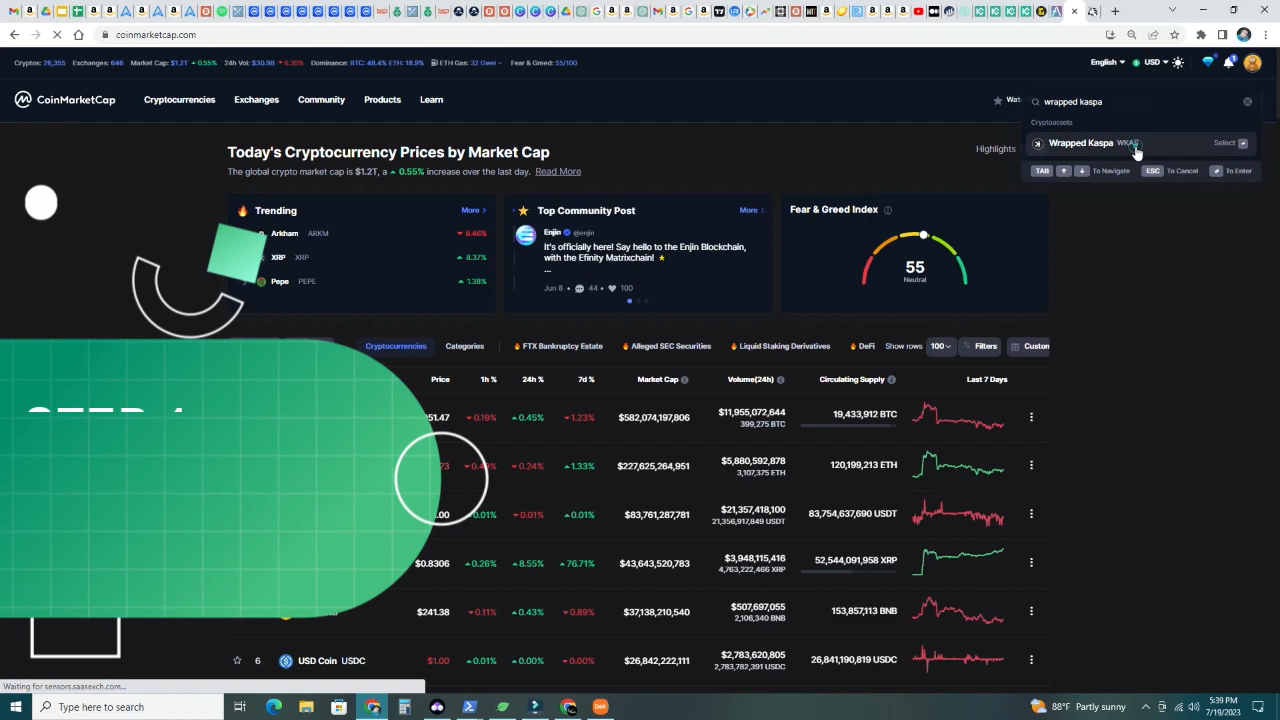 coinmarketcap.com
Cryptos: 26,355 Exchanges: 646 Market Cap: $1.2T 0.55% 24h Vol: $30.9B 6.30% Dominance: BTC: 48.4% ETH: 18.9% ETH Gas: 32 Gwei Fear & Greed: 55/100
English USD
CoinMarketCap
Cryptocurrencies Exchanges Community Products Learn
wrapped kaspa
Cryptoassets
Wrapped Kaspa WKAS Select
TAB To Navigate ESC To Cancel To Enter
Today's Cryptocurrency Prices by Market Cap
Highlights
The global crypto market cap is $1.2T, a 0.55% increase over the last day. Read More
Trending More >
Arkham ARKM 8.46%
XRP XRP 8.37%
Pepe PEPE 1.38%
Top Community Post More
Enjin @enjin
It's officially here! Say hello to the Enjin Blockchain,
with the Efinity Matrixchain!
...
Jun 8 • 44 • 100
Fear & Greed Index
55
Neutral
Cryptocurrencies Categories FTX Bankruptcy Estate Alleged SEC Securities Liquid Staking Derivatives DeFi Show rows 100 Filters
Price 1h % 24h % 7d % Market Cap Volume(24h) Circulating Supply Last 7 Days
51.47 0.19% 0.45% 1.23% $582,074,197,806 $11,955,072,644 19,433,912 BTC
399,275 BTC
0.24% 1.33% $227,625,264,951 $5,880,592,878 120,199,213 ETH
3,107,375 ETH
.00 0.01% 0.01% 0.01% $83,761,287,781 $21,357,418,100 83,754,637,690 USDT
21,356,917,849 USDT
$0.8306 0.26% 8.55% 76.71% $43,643,520,783 $3,948,115,416 52,544,091,958 XRP
4,763,222,466 XRP
$241.38 0.11% 0.43% 0.89% $37,138,210,540 $507,697,055 153,857,113 BNB
2,106,340 BNB
6 USD Coin USDC $1.00 0.01% 0.00% 0.00% $26,842,222,111 $2,783,620,805 26,841,190,819 USDC
2,783,782,391 USDC
Waiting for sensors.saasexch.com...
Type here to search
88°F Partly sunny
5:39 PM
7/19/2023